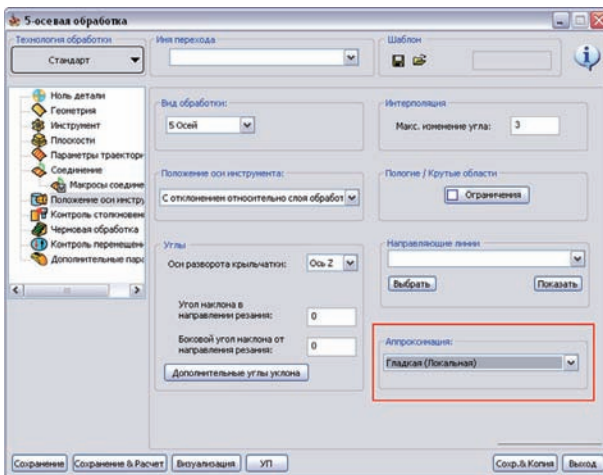 5-осевая обработка
Технология обработки
Стандарт
Имя перехода
Шаблон
Ноль детали
Геометрия
Инструмент
Плоскости
Параметры траектори
Соединение
Макросы соедине
Положение оси инстру
Контроль столкновен
Черновая обработка
Контроль перемещен
Дополнительные пара
Вид обработки:
5 Осей
Положение оси инструмента:
С отклонением относительно слоя обработ
Углы
Оси разворота крыльчатки:
Ось Z
Угол наклона в
направлении резания:
0
Боковой угол наклона от
направления резания:
0
Дополнительные углы уклона
Интерполяция
Макс. изменение угла:
3
Пологие / Крутые области
Ограничения
Направляющие линии
Выбрать
Показать
Аппроксимация:
Гладкая (Локальная)
Сохранение
Сохранение & Расчет
Визуализация
УП
Сохр.& Копия
Выход